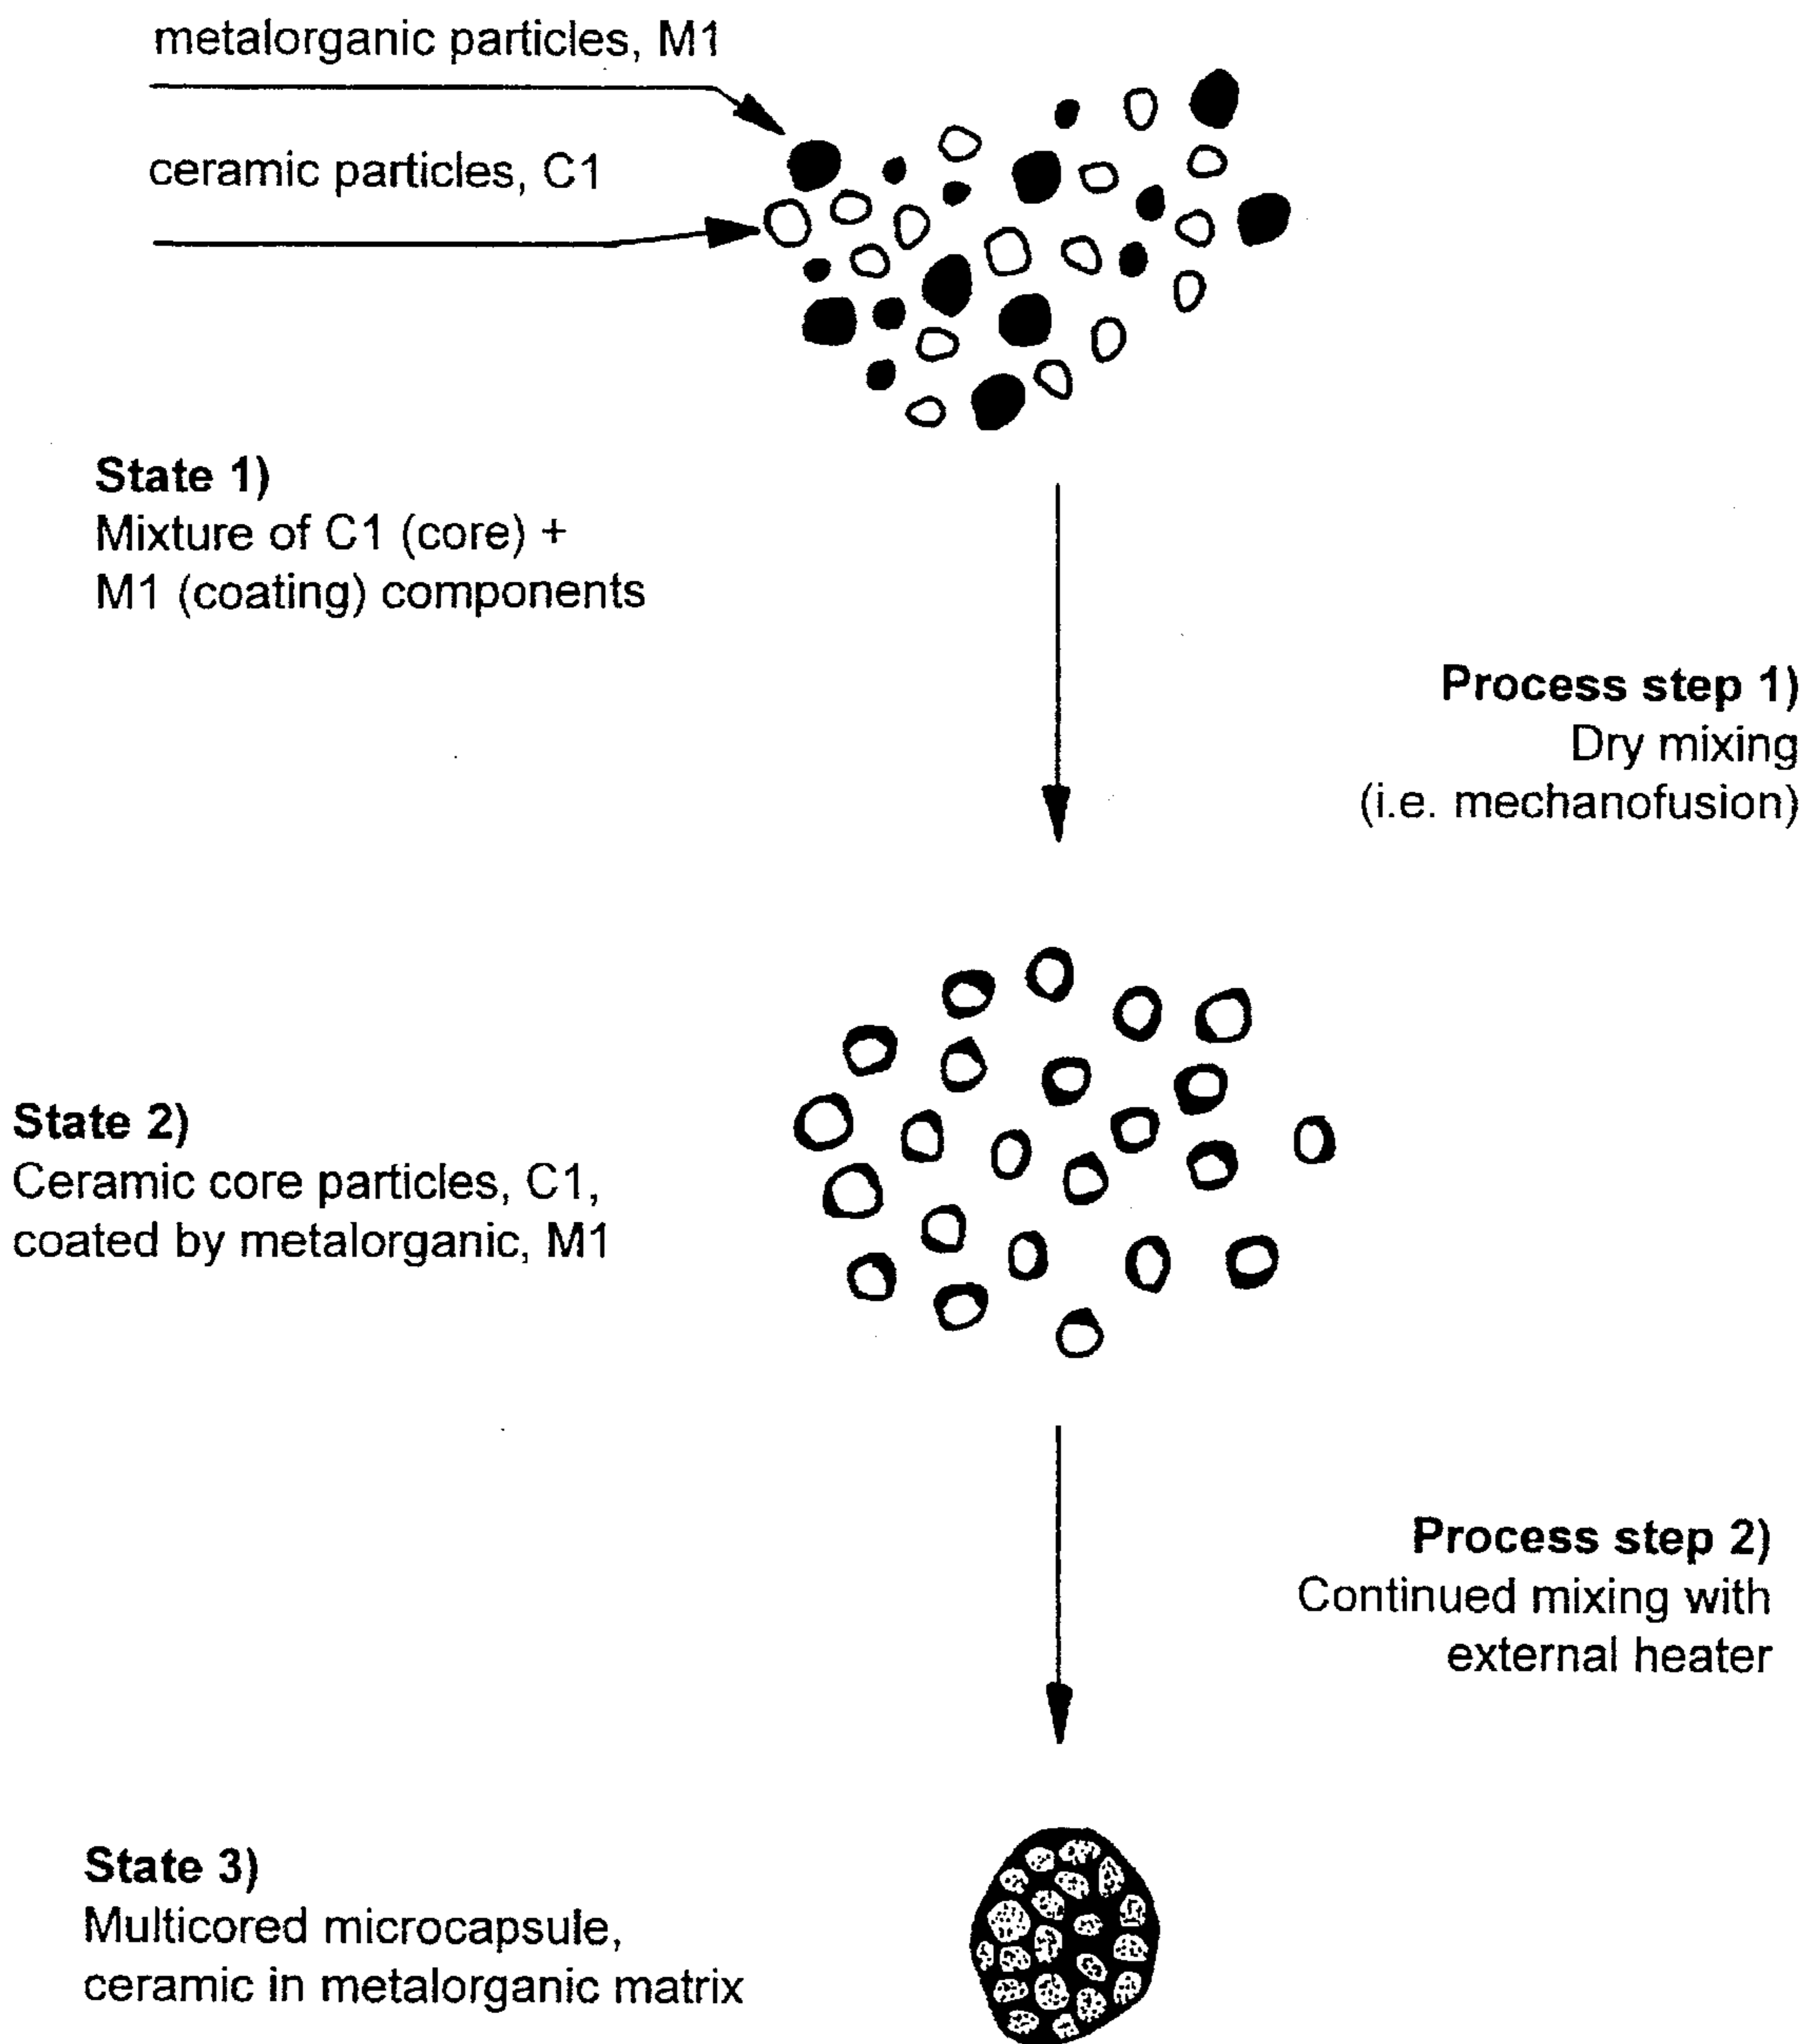 metalorganic particles, M1
ceramic particles, C1
State 1)
Mixture of C1 (core) +
M1 (coating) components
Process step 1)
Dry mixing
(i.e. mechanofusion)
State 2)
Ceramic core particles, C1,
coated by metalorganic, M1
Process step 2)
Continued mixing with
external heater
State 3)
Multicored microcapsule,
ceramic in metalorganic matrix